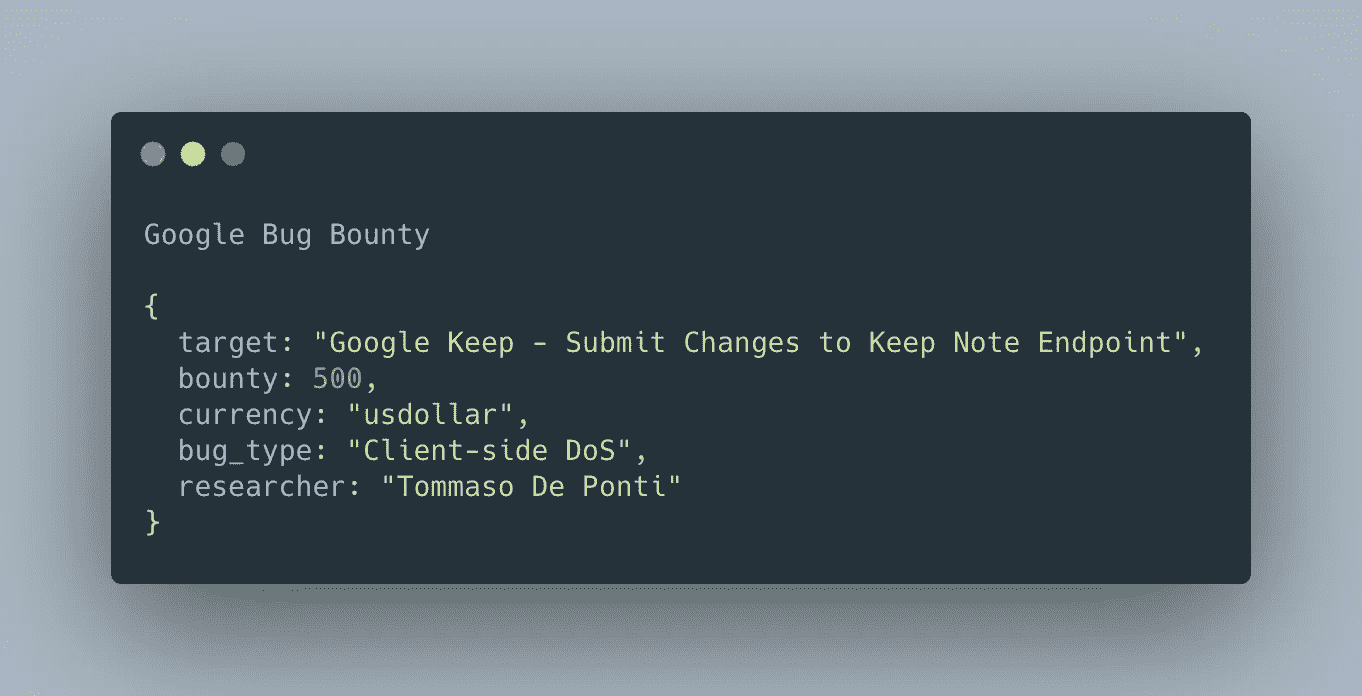 Google Bug Bounty
{
target: "Google Keep - Submit Changes to Keep Note Endpoint",
bounty: 500,
currency: "usdollar",
bug_type: "Client-side DoS",
researcher: "Tommaso De Ponti"
}